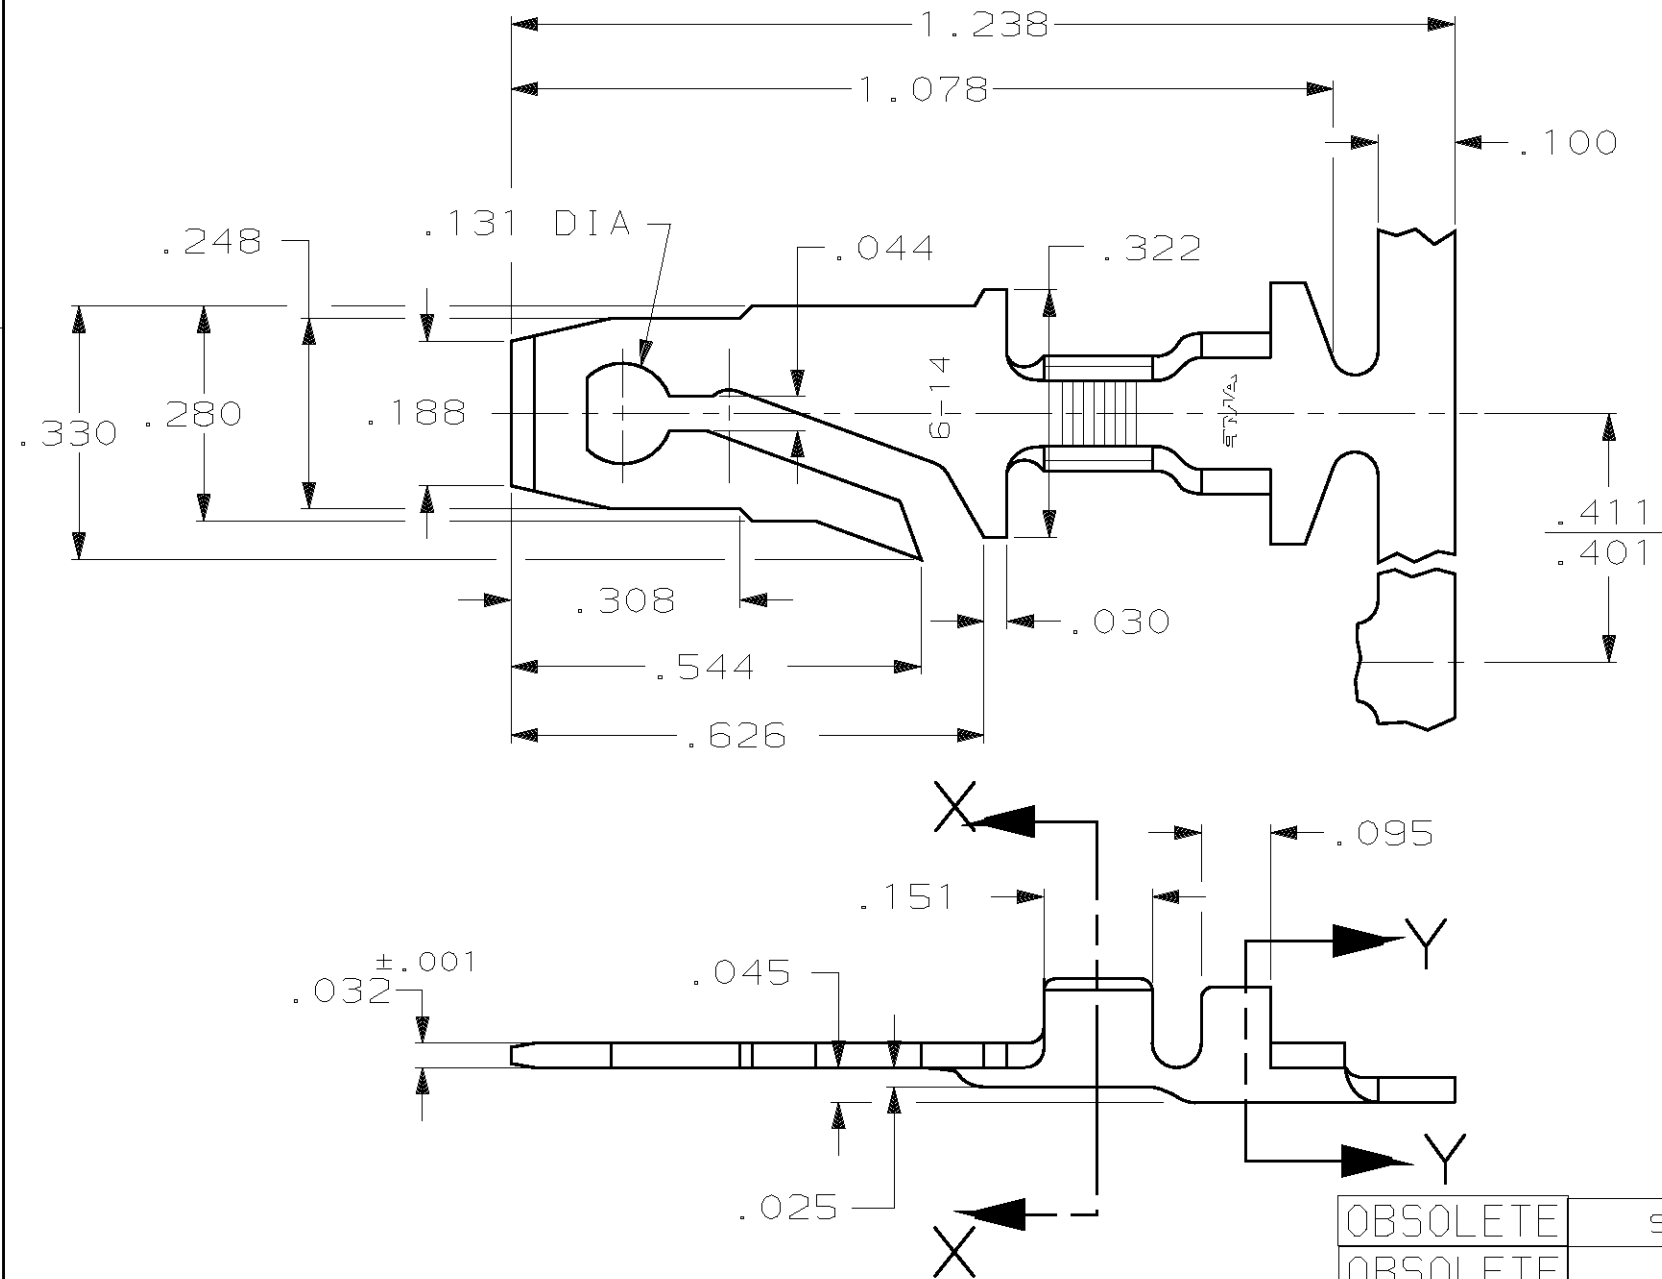 1.238
1.078
.100
.131 DIA
.248
.044
.322
6-14
AMP
.188
.280
.330
.411
.401
.308
.030
.544
.626
X
.095
.151
Y
±.001
.032
.045
Y
.025
X
OBSOLETE
OBSOLETE